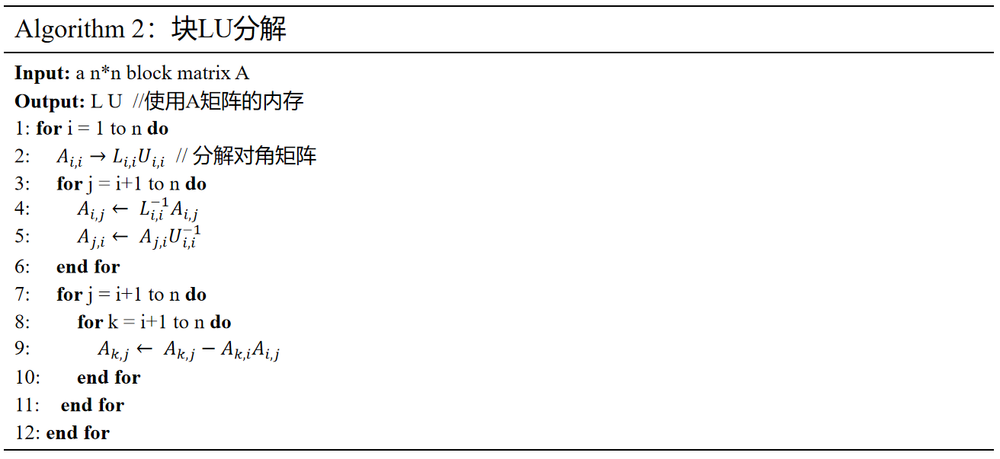 Algorithm 2：块LU分解
Input: a n*n block matrix A
Output: L U //使用A矩阵的内存
1: for i = 1 to n do
2: $A_{i,i} \rightarrow L_{i,i}U_{i,i}$ // 分解对角矩阵
3: for j = i+1 to n do
4: $A_{i,j} \leftarrow L_{i,i}^{-1}A_{i,j}$
5: $A_{j,i} \leftarrow A_{j,i}U_{i,i}^{-1}$
6: end for
7: for j = i+1 to n do
8: for k = i+1 to n do
9: $A_{k,j} \leftarrow A_{k,j} - A_{k,i}A_{i,j}$
10: end for
11: end for
12: end for